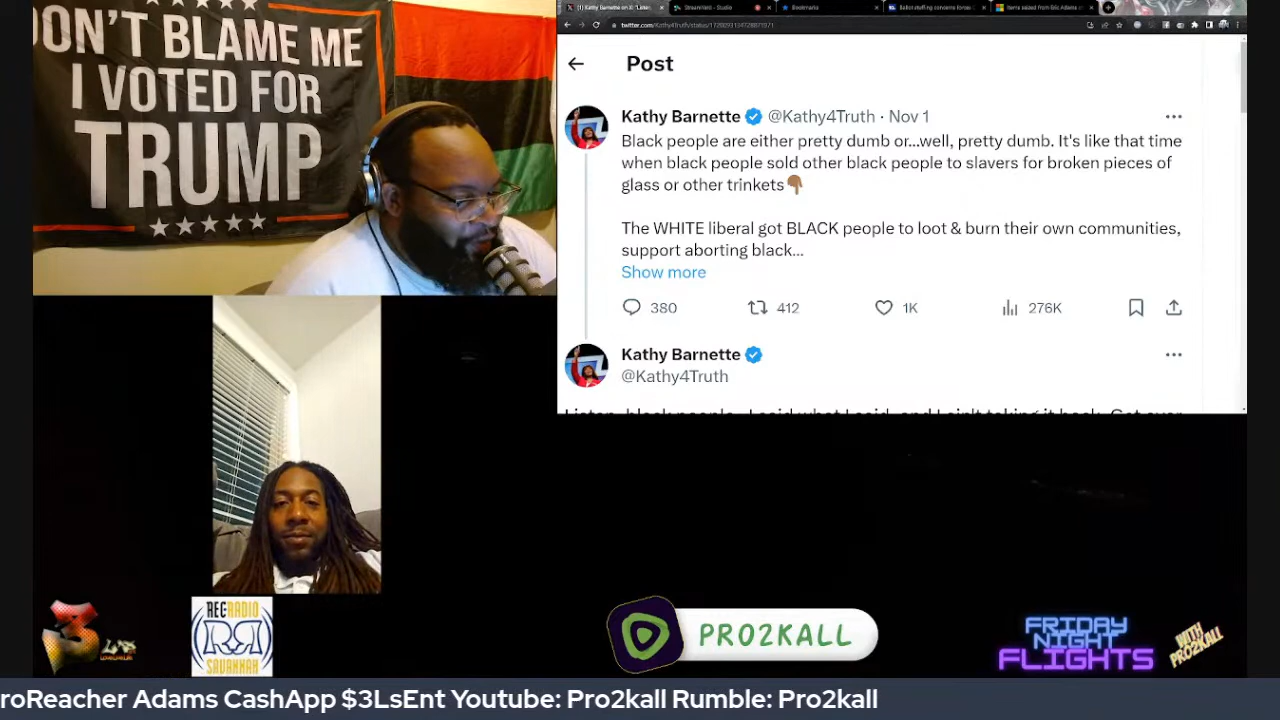 DON'T BLAME ME
I VOTED FOR
TRUMP
Post
Kathy Barnette @Kathy4Truth · Nov 1
Black people are either pretty dumb or...well, pretty dumb. It's like that time
when black people sold other black people to slavers for broken pieces of
glass or other trinkets👇🏾
The WHITE liberal got BLACK people to loot & burn their own communities,
support aborting black...
Show more
380 412 1K 276K
Kathy Barnette
@Kathy4Truth
3
REC RADIO
RR
SAVANNAH
PRO2KALL
FRIDAY
NIGHT
FLIGHTS
WITH
PRO2KALL
roReacher Adams CashApp $3LsEnt Youtube: Pro2kall Rumble: Pro2kall